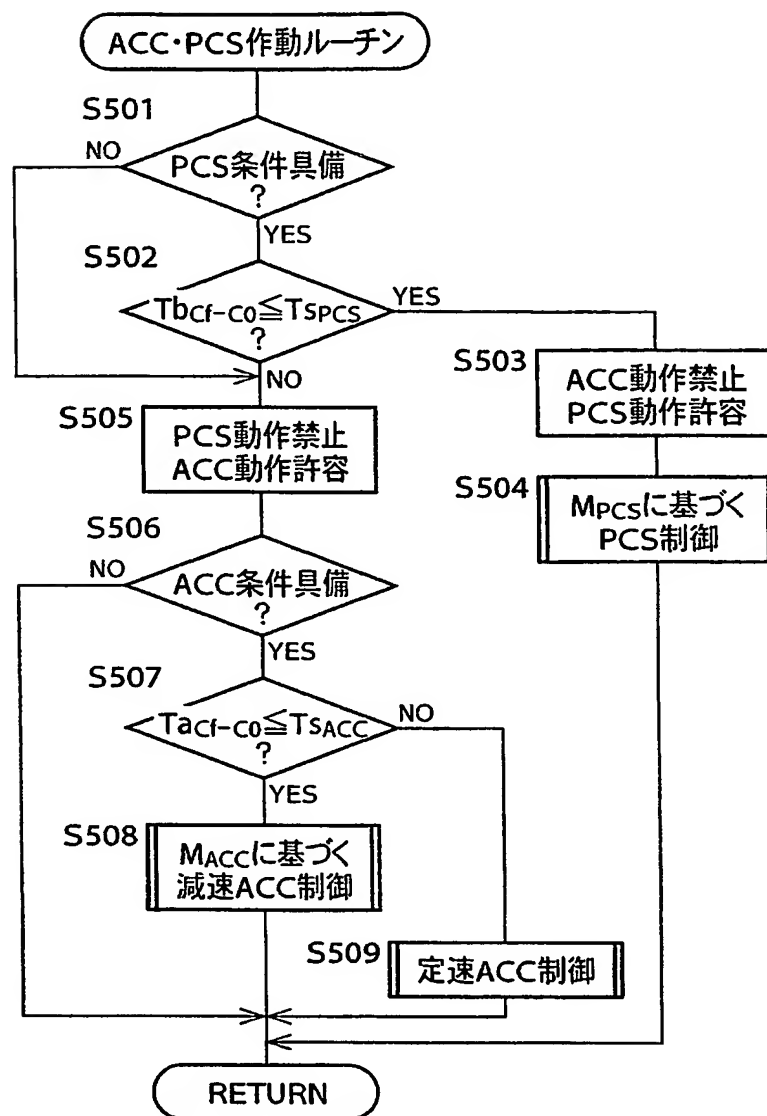 ACC・PCS作動ルーチン
S501
NO
PCS条件具備
?
YES
S502
TbCf-C0≦TsPCS
?
YES
NO
S503
ACC動作禁止
PCS動作許容
S505
PCS動作禁止
ACC動作許容
S504
MPCSに基づく
PCS制御
S506
NO
ACC条件具備
?
YES
S507
TaCf-C0≦TsACC
?
NO
YES
S508
MACCに基づく
減速ACC制御
S509
定速ACC制御
RETURN